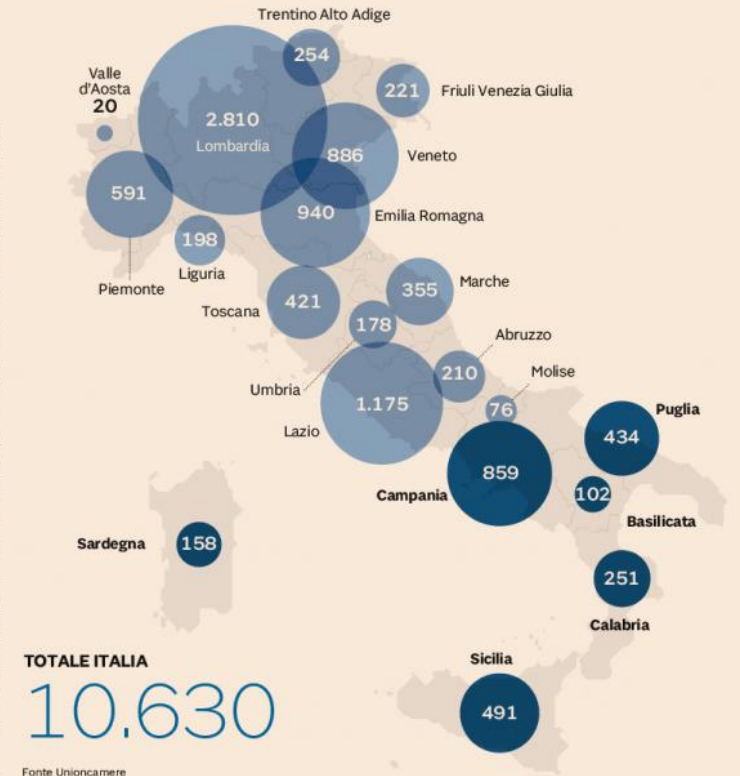 Trentino Alto Adige
254
Valle
d'Aosta
20
221
Friuli Venezia Giulia
2.810
Lombardia
886
Veneto
591
940
Emilia Romagna
198
Liguria
Piemonte
Toscana
421
355
Marche
178
Umbria
Abruzzo
210
Molise
76
1.175
Lazio
Puglia
434
859
Campania
102
Basilicata
Sardegna
158
251
Calabria
TOTALE ITALIA
10.630
Sicilia
491
Fonte Unioncamere